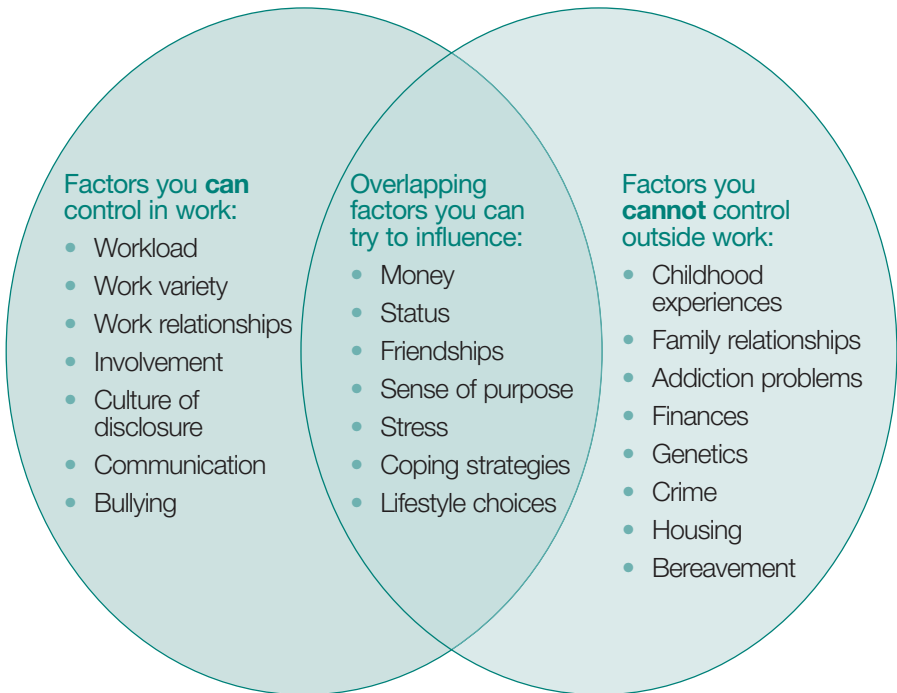 Factors you can
control in work:
• Workload
• Work variety
• Work relationships
• Involvement
• Culture of
disclosure
• Communication
• Bullying
Overlapping
factors you can
try to influence:
• Money
• Status
• Friendships
• Sense of purpose
• Stress
• Coping strategies
• Lifestyle choices
Factors you
cannot control
outside work:
• Childhood
experiences
• Family relationships
• Addiction problems
• Finances
• Genetics
• Crime
• Housing
• Bereavement